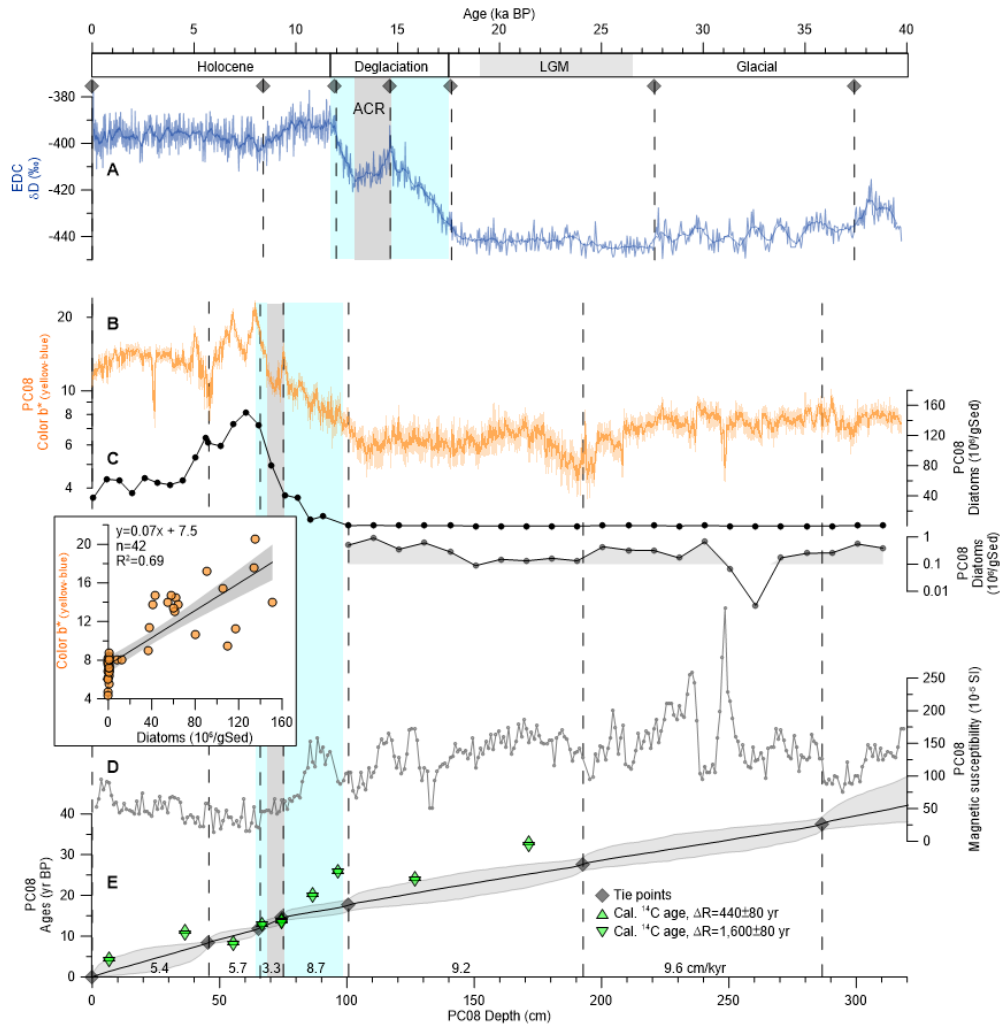 Age (ka BP)
0 5 10 15 20 25 30 35 40
Holocene Deglaciation LGM Glacial
ACR
-380
-400
-420
-440
EDC
δD (‰)
A
B
20
10
8
6
4
PC08
Color b* (yellow-blue)
C
160
120
80
40
PC08
Diatoms (10⁶/gSed)
1
0.1
0.01
PC08
Diatoms (10⁶/gSed)
y=0.07x + 7.5
n=42
R²=0.69
20
16
12
8
4
Color b* (yellow-blue)
0 40 80 120 160
Diatoms (10⁶/gSed)
D
200
150
100
50
0
PC08
Magnetic susceptibility (10⁻⁵ SI)
E
40
30
20
10
0
PC08
Ages (yr BP)
Tie points
Cal. ¹⁴C age, ΔR=440±80 yr
Cal. ¹⁴C age, ΔR=1,600±80 yr
5.4 5.7 3.3 8.7 9.2 9.6 cm/kyr
0 50 100 150 200 250 300
PC08 Depth (cm)